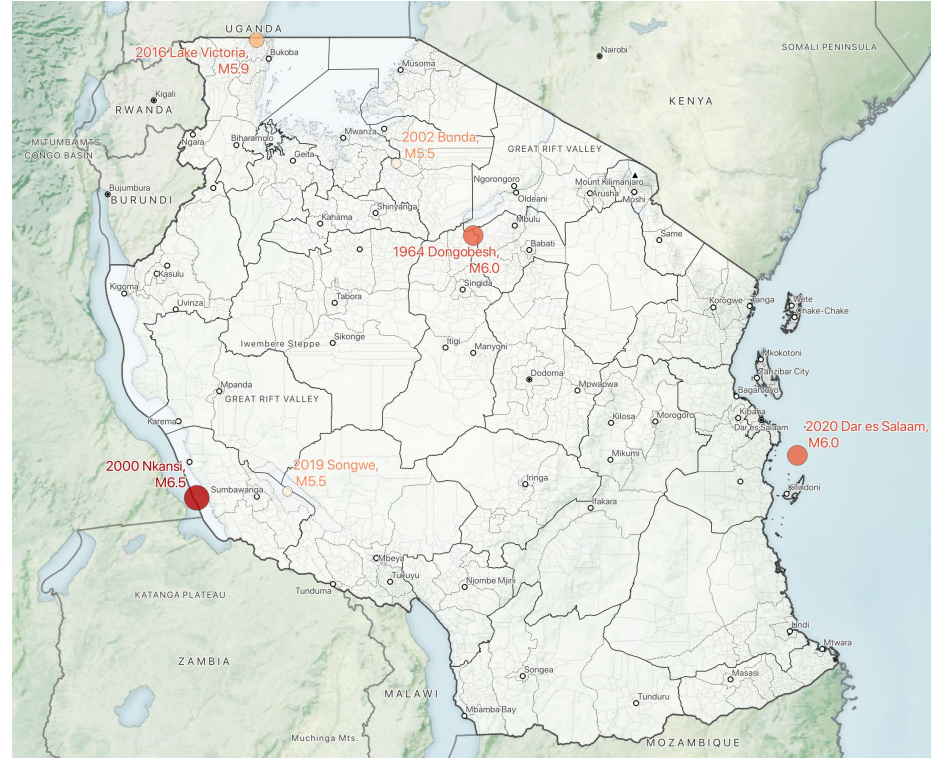 UGANDA
2016 Lake Victoria,
M5.9
Bukoba
Musoma
Nairobi
SOMALI PENINSULA
KENYA
Kigali
RWANDA
MITUMBA MTS.
CONGO BASIN
Ngara
Biharamulo
Geita
Mwanza
2002 Bunda,
M5.5
GREAT RIFT VALLEY
Ngorongoro
Oldeani
Mount Kilimanjaro
Arusha
Moshi
Bujumbura
BURUNDI
Shinyanga
Kahama
Mbulu
Babati
Same
1964 Dongobesh,
M6.0
Singida
Kasulu
Kigoma
Uvinza
Tabora
Korogwe
Tanga
Wete
Chake-Chake
Iwembere Steppe
Sikonge
Itigi
Manyoni
Mkokotoni
Zanzibar City
Dodoma
Mpwapwa
Bagamoyo
Mpanda
GREAT RIFT VALLEY
Karema
Kilosa
Morogoro
Kibaha
Dar es Salaam
2020 Dar es Salaam,
M6.0
Mikumi
2000 Nkansi,
M6.5
Sumbawanga
2019 Songwe,
M5.5
Iringa
Ifakara
Kilindoni
Mbeya
Tukuyu
Tunduma
Njombe Mjini
KATANGA PLATEAU
ZAMBIA
Lindi
Mtwara
Songea
Masasi
MALAWI
Tunduru
Mbamba Bay
Muchinga Mts.
MOZAMBIQUE